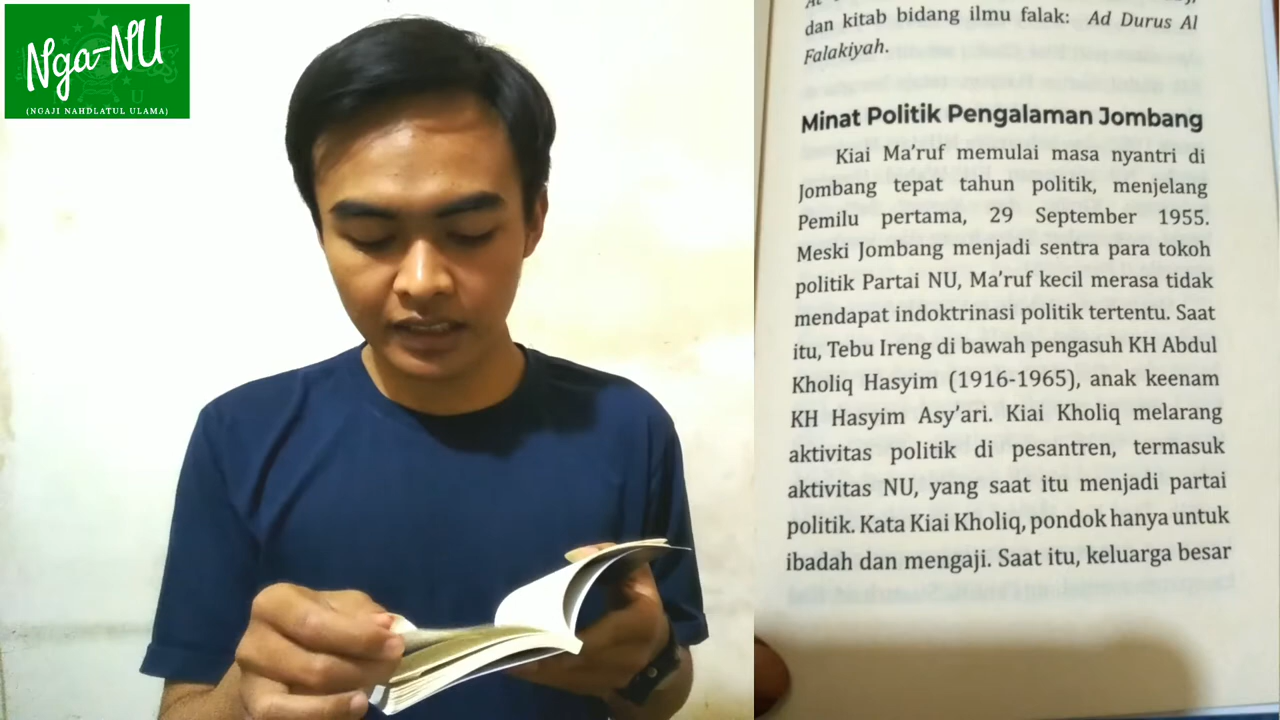 Nga-NU
(NGAJI NAHDLATUL ULAMA)
dan kitab bidang ilmu falak: Ad Durus Al
Falakiyah.
Minat Politik Pengalaman Jombang
Kiai Ma'ruf memulai masa nyantri di
Jombang tepat tahun politik, menjelang
Pemilu pertama, 29 September 1955.
Meski Jombang menjadi sentra para tokoh
politik Partai NU, Ma'ruf kecil merasa tidak
mendapat indoktrinasi politik tertentu. Saat
itu, Tebu Ireng di bawah pengasuh KH Abdul
Kholiq Hasyim (1916-1965), anak keenam
KH Hasyim Asy'ari. Kiai Kholiq melarang
aktivitas politik di pesantren, termasuk
aktivitas NU, yang saat itu menjadi partai
politik. Kata Kiai Kholiq, pondok hanya untuk
ibadah dan mengaji. Saat itu, keluarga besar